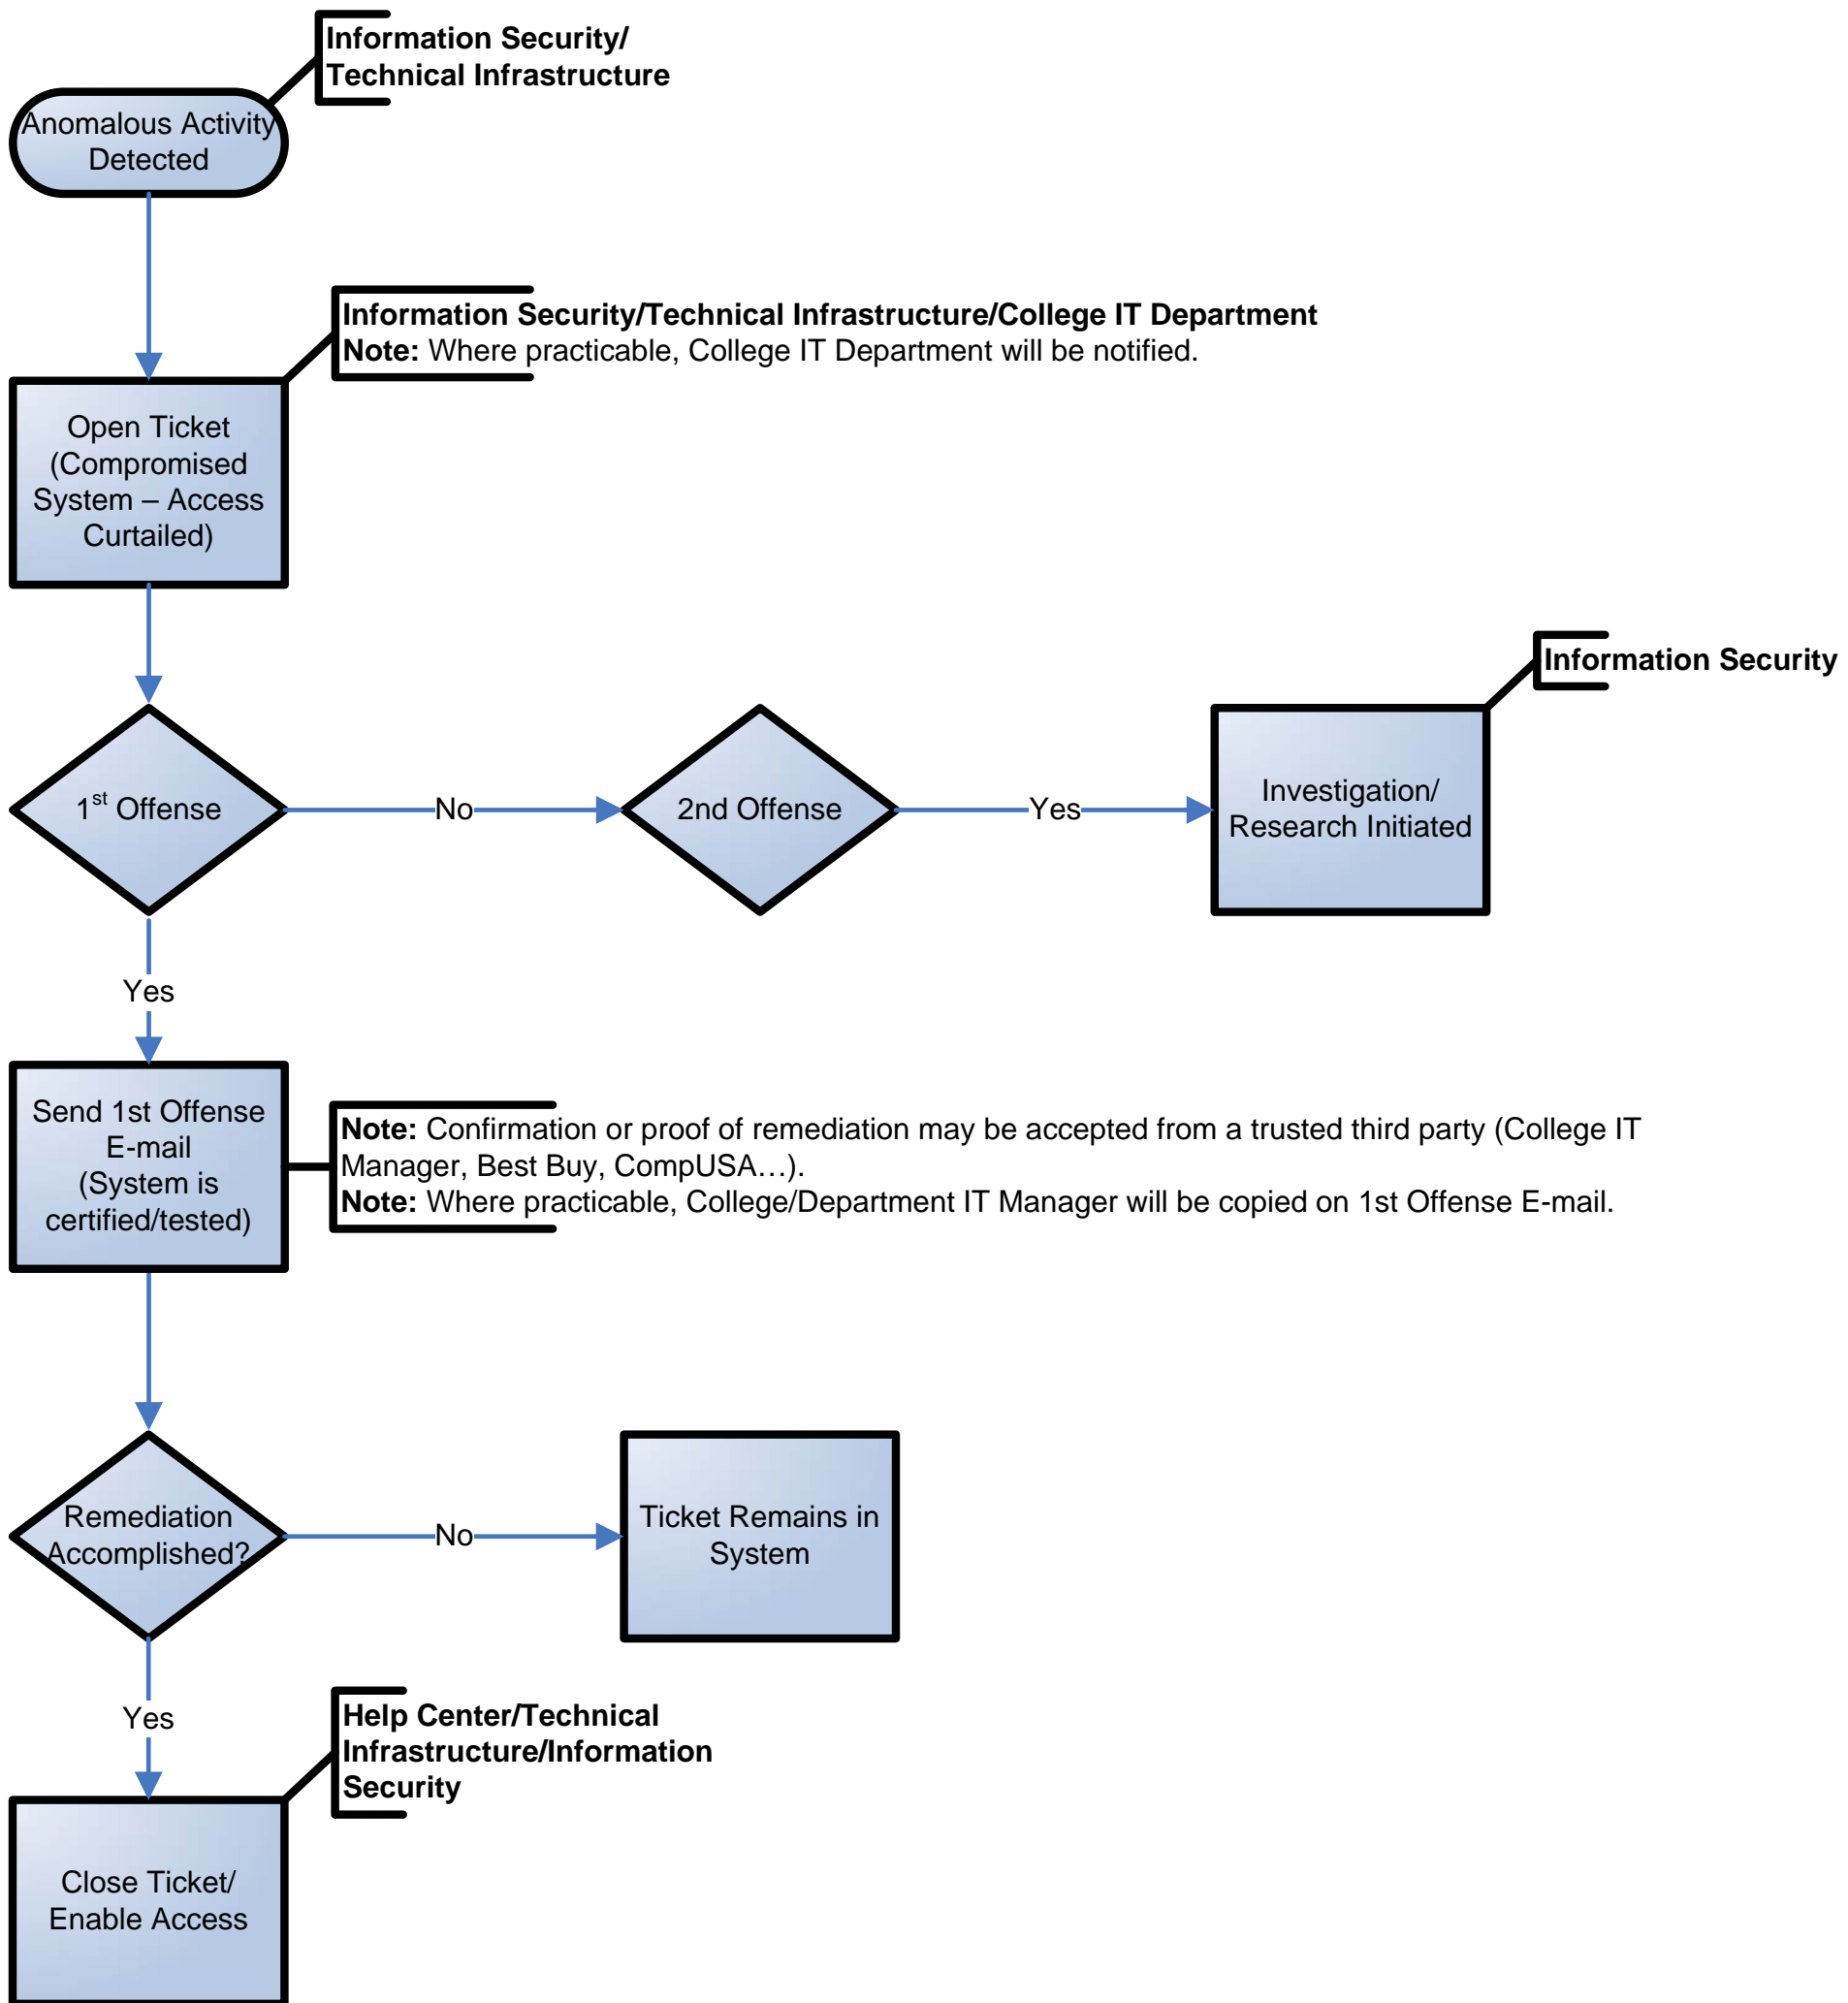 Information Security/
Technical Infrastructure
Anomalous Activity
Detected
Information Security/Technical Infrastructure/College IT Department
Note: Where practicable, College IT Department will be notified.
Open Ticket
(Compromised
System – Access
Curtailed)
Information Security
1st Offense
No
2nd Offense
Yes
Investigation/
Research Initiated
Yes
Send 1st Offense
E-mail
(System is
certified/tested)
Note: Confirmation or proof of remediation may be accepted from a trusted third party (College IT
Manager, Best Buy, CompUSA…).
Note: Where practicable, College/Department IT Manager will be copied on 1st Offense E-mail.
Remediation
Accomplished?
No
Ticket Remains in
System
Yes
Help Center/Technical
Infrastructure/Information
Security
Close Ticket/
Enable Access